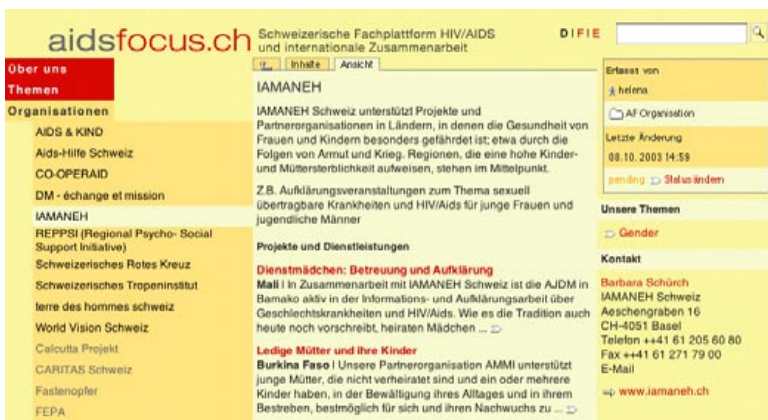 aidsfocus.ch
Schweizerische Fachplattform HIV/AIDS
und internationale Zusammenarbeit
D I F I E
Über uns
Themen
Organisationen
AIDS & KIND
Aids-Hilfe Schweiz
CO-OPERAID
DM - échange et mission
IAMANEH
REPPSI (Regional Psycho- Social
Support Initiative)
Schweizerisches Rotes Kreuz
Schweizerisches Tropeninstitut
terre des hommes schweiz
World Vision Schweiz
Calcutta Projekt
CARITAS Schweiz
Fastenopfer
FEPA
Inhalte
Ansicht
IAMANEH
IAMANEH Schweiz unterstützt Projekte und
Partnerorganisationen in Ländern, in denen die Gesundheit von
Frauen und Kindern besonders gefährdet ist; etwa durch die
Folgen von Armut und Krieg. Regionen, die eine hohe Kinder-
und Müttersterblichkeit aufweisen, stehen im Mittelpunkt.
Z.B. Aufklärungsveranstaltungen zum Thema sexuell
übertragbare Krankheiten und HIV/Aids für junge Frauen und
jugendliche Männer
Projekte und Dienstleistungen
Dienstmädchen: Betreuung und Aufklärung
Mali I In Zusammenarbeit mit IAMANEH Schweiz ist die AJDM in
Bamako aktiv in der Informations- und Aufklärungsarbeit über
Geschlechtskrankheiten und HIV/Aids. Wie es die Tradition auch
heute noch vorschreibt, heiraten Mädchen ...
Ledige Mütter und ihre Kinder
Burkina Faso I Unsere Partnerorganisation AMMI unterstützt
junge Mütter, die nicht verheiratet sind und ein oder mehrere
Kinder haben, in der Bewältigung ihres Alltages und in ihrem
Bestreben, bestmöglich für sich und ihren Nachwuchs zu ...
Erfasst von
helena
AF Organisation
Letzte Änderung
08.10.2003 14:59
pending Status ändern
Unsere Themen
Gender
Kontakt
Barbara Schürch
IAMANEH Schweiz
Aeschengraben 16
CH-4051 Basel
Telefon ++41 61 205 60 80
Fax ++41 61 271 79 00
E-Mail
www.iamaneh.ch